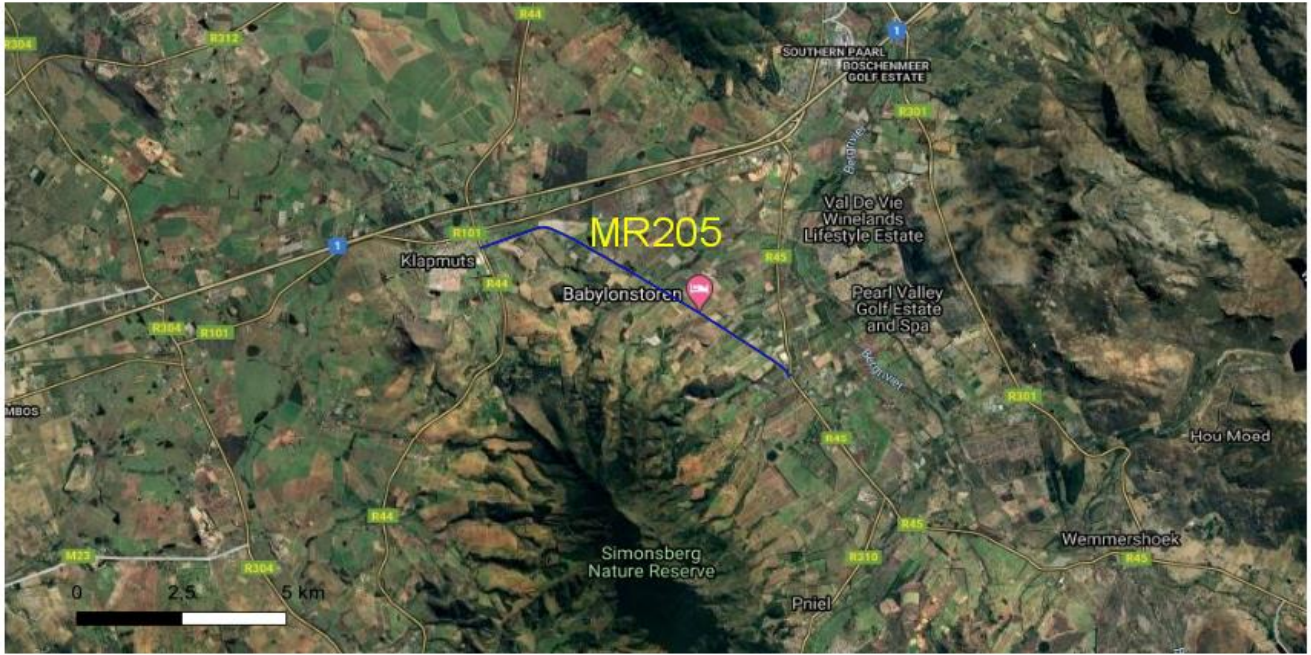 R44
1
R304
R312
SOUTHERN PAARL
BOSCHENMEER
GOLF ESTATE
R301
Bergrivier
Val De Vie
Winelands
Lifestyle Estate
MR205
R101
1
Klapmuts
R45
R44
Babylonstoren
Pearl Valley
Golf Estate
and Spa
R304
R101
Bergrivier
MBOS
R301
R45
Hou Moed
R44
R45
Wemmershoek
Simonsberg
Nature Reserve
M23
R304
R310
R45
0 2,5 5 km
Pniel